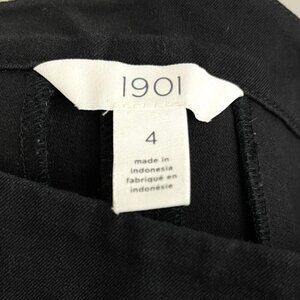 1901
4
made in
indonesia
fabriqué en
indonésie